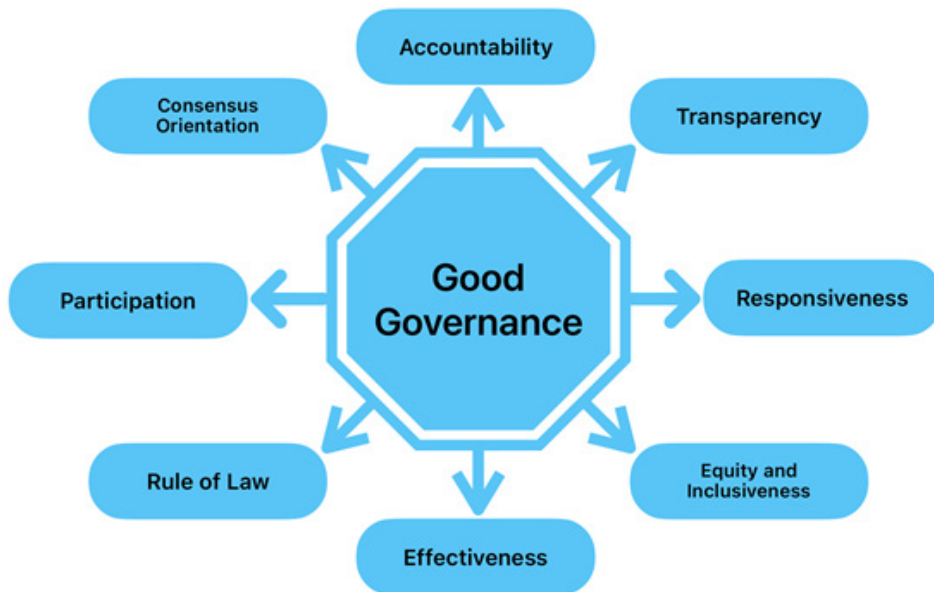 Accountability
Consensus
Orientation
Transparency
Good
Governance
Participation
Responsiveness
Rule of Law
Equity and
Inclusiveness
Effectiveness